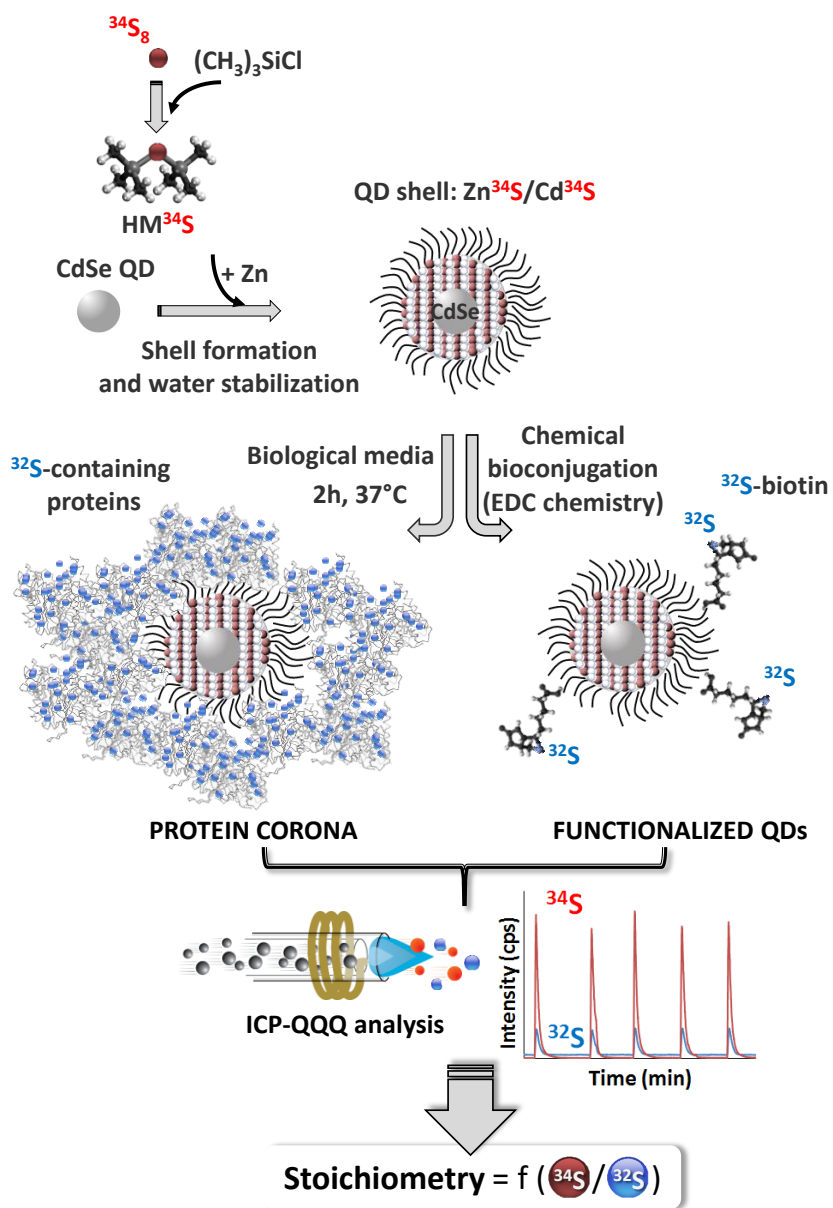 ³⁴S₈
(CH₃)₃SiCl
HM³⁴S
QD shell: Zn³⁴S/Cd³⁴S
CdSe QD
+ Zn
CdSe
Shell formation
and water stabilization
³²S-containing
proteins
Biological media
2h, 37°C
Chemical
bioconjugation
(EDC chemistry)
³²S-biotin
³²S
³²S
³²S
PROTEIN CORONA
FUNCTIONALIZED QDs
³⁴S
³²S
Intensity (cps)
Time (min)
ICP-QQQ analysis
Stoichiometry = f (³⁴S/³²S)